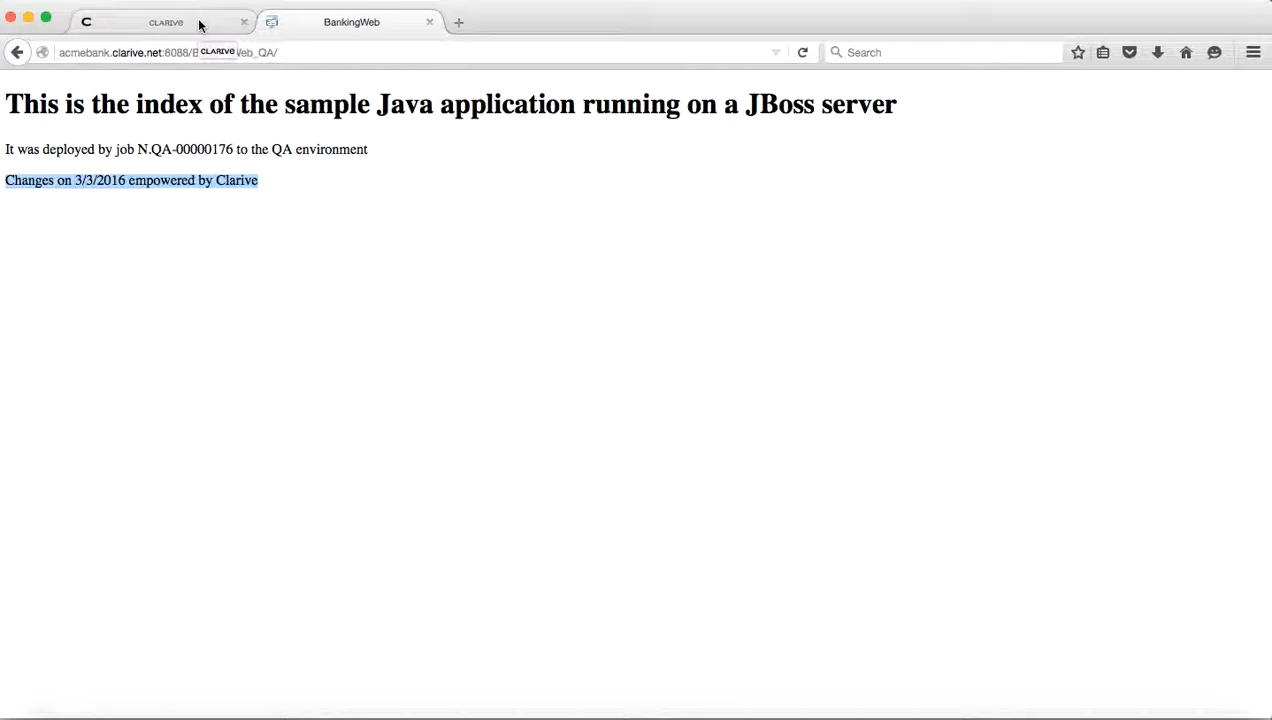 CLARIVE
BankingWeb
acmebank.clarive.net:8088/B
CLARIVE
eb_QA/
Search
This is the index of the sample Java application running on a JBoss server
It was deployed by job N.QA-00000176 to the QA environment
Changes on 3/3/2016 empowered by Clarive